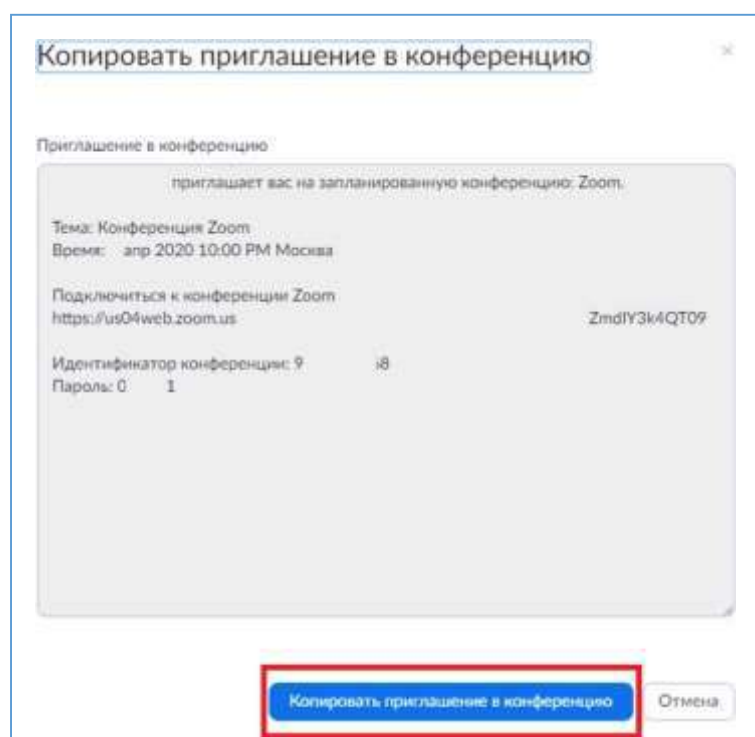 Копировать приглашение в конференцию
Приглашение в конференцию
приглашает вас на запланированную конференцию: Zoom.
Тема: Конференция Zoom
Время: апр 2020 10:00 PM Москва
Подключиться к конференции Zoom
https://us04web.zoom.us ZmdIY3k4QT09
Идентификатор конференции: 9 i8
Пароль: 0 1
Копировать приглашение в конференцию Отмена